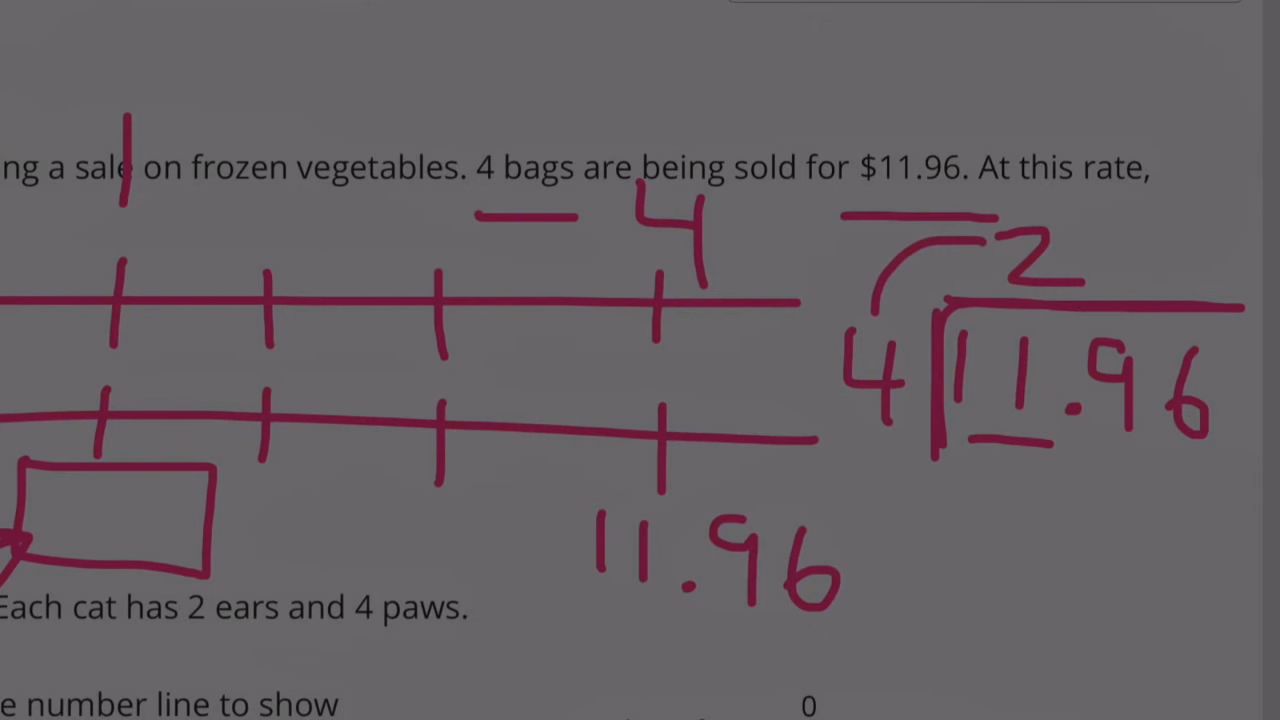 1
ng a sale on frozen vegetables. 4 bags are being sold for $11.96. At this rate,
4
2
4 11.96
11.96
Each cat has 2 ears and 4 paws.
e number line to show
0